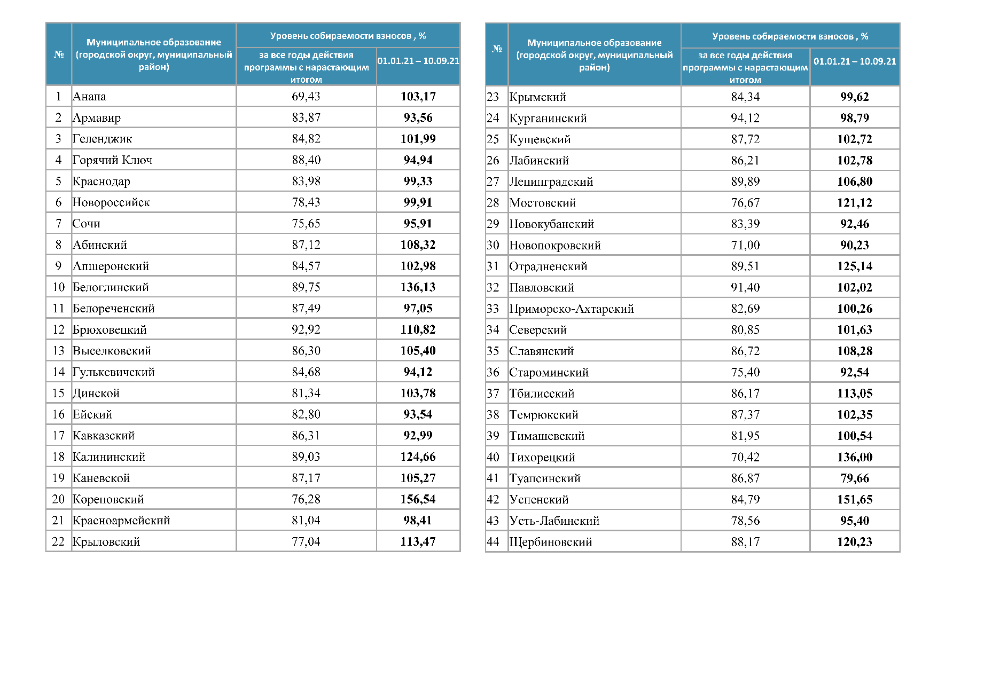 № Муниципальное образование (городской округ, муниципальный район) Уровень собираемости взносов , %
за все годы действия программы с нарастающим итогом 01.01.21 – 10.09.21
1 Анапа 69,43 103,17
2 Армавир 83,87 93,56
3 Геленджик 84,82 101,99
4 Горячий Ключ 88,40 94,94
5 Краснодар 83,98 99,33
6 Новороссийск 78,43 99,91
7 Сочи 75,65 95,91
8 Абинский 87,12 108,32
9 Апшеронский 84,57 102,98
10 Белоглинский 89,75 136,13
11 Белореченский 87,49 97,05
12 Брюховецкий 92,92 110,82
13 Выселковский 86,30 105,40
14 Гулькевичский 84,68 94,12
15 Динской 81,34 103,78
16 Ейский 82,80 93,54
17 Кавказский 86,31 92,99
18 Калининский 89,03 124,66
19 Каневской 87,17 105,27
20 Кореновский 76,28 156,54
21 Красноармейский 81,04 98,41
22 Крыловский 77,04 113,47
№ Муниципальное образование (городской округ, муниципальный район) Уровень собираемости взносов , %
за все годы действия программы с нарастающим итогом 01.01.21 – 10.09.21
23 Крымский 84,34 99,62
24 Курганинский 94,12 98,79
25 Кущевский 87,72 102,72
26 Лабинский 86,21 102,78
27 Ленинградский 89,89 106,80
28 Мостовский 76,67 121,12
29 Новокубанский 83,39 92,46
30 Новопокровский 71,00 90,23
31 Отрадненский 89,51 125,14
32 Павловский 91,40 102,02
33 Приморско-Ахтарский 82,69 100,26
34 Северский 80,85 101,63
35 Славянский 86,72 108,28
36 Староминский 75,40 92,54
37 Тбилисский 86,17 113,05
38 Темрюкский 87,37 102,35
39 Тимашевский 81,95 100,54
40 Тихорецкий 70,42 136,00
41 Туапсинский 86,87 79,66
42 Успенский 84,79 151,65
43 Усть-Лабинский 78,56 95,40
44 Щербиновский 88,17 120,23